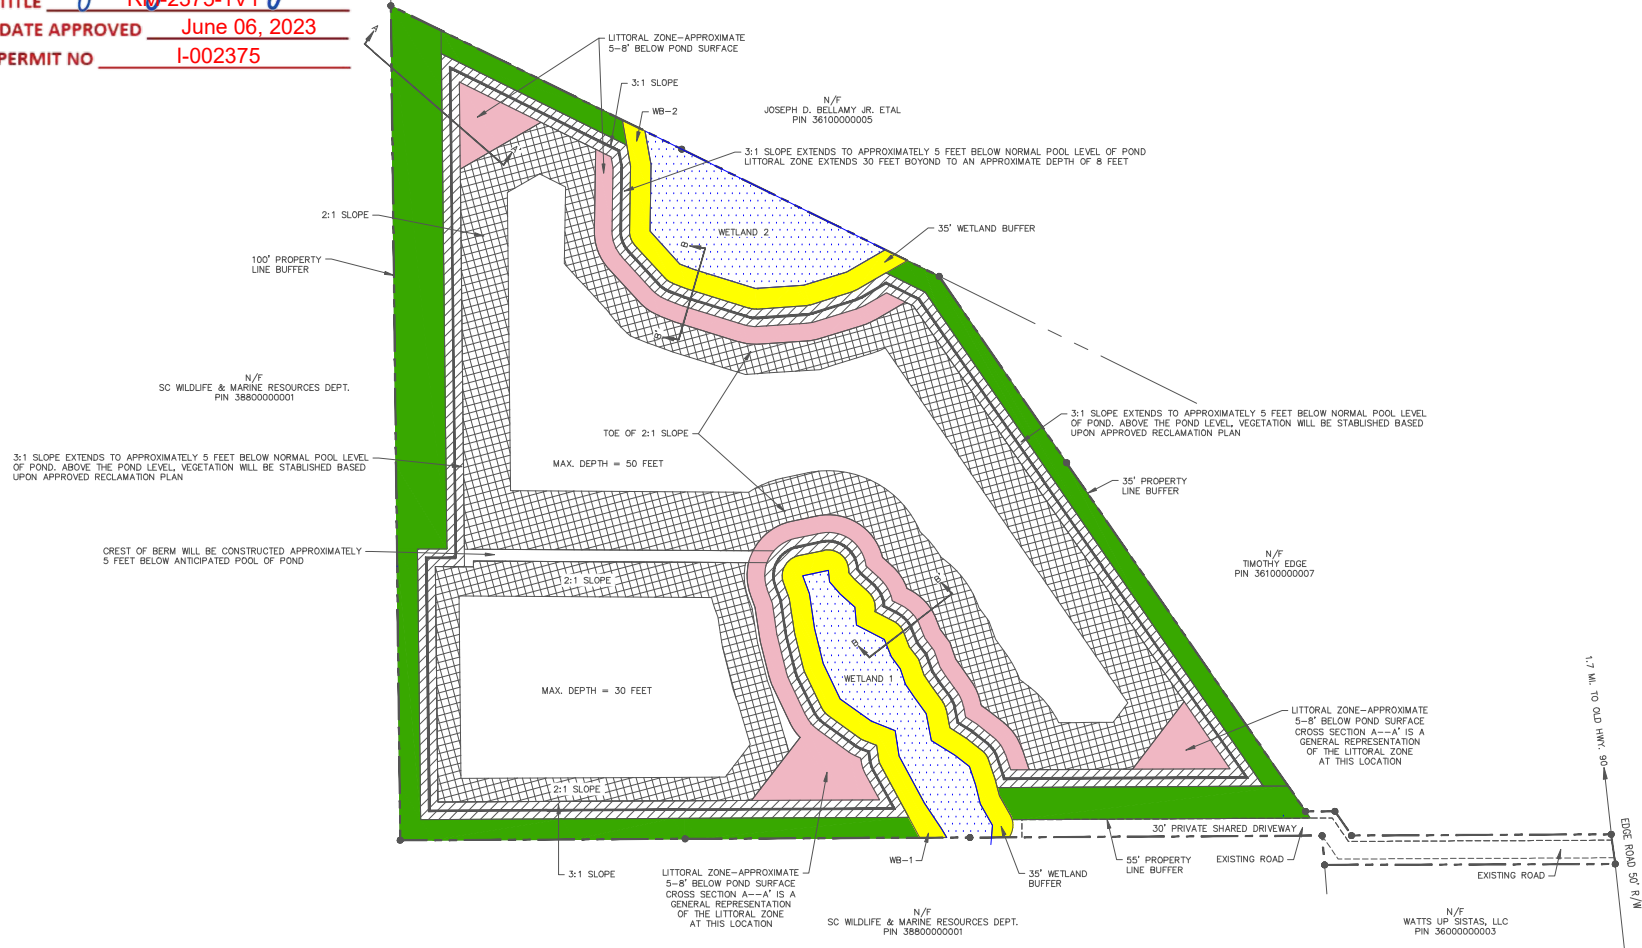 TITLE
DATE APPROVED June 06, 2023
PERMIT NO I-002375
LITTORAL ZONE-APPROXIMATE
5-8' BELOW POND SURFACE
3:1 SLOPE
WB-2
N/F
JOSEPH D. BELLAMY JR. ETAL
PIN 36100000005
3:1 SLOPE EXTENDS TO APPROXIMATELY 5 FEET BELOW NORMAL POOL LEVEL OF POND
LITTORAL ZONE EXTENDS 30 FEET BOYOND TO AN APPROXIMATE DEPTH OF 8 FEET
A
A'
2:1 SLOPE
WETLAND 2
35' WETLAND BUFFER
B
B'
100' PROPERTY
LINE BUFFER
N/F
SC WILDLIFE & MARINE RESOURCES DEPT.
PIN 38800000001
3:1 SLOPE EXTENDS TO APPROXIMATELY 5 FEET BELOW NORMAL POOL LEVEL
OF POND. ABOVE THE POND LEVEL, VEGETATION WILL BE STABLISHED BASED
UPON APPROVED RECLAMATION PLAN
TOE OF 2:1 SLOPE
MAX. DEPTH = 50 FEET
3:1 SLOPE EXTENDS TO APPROXIMATELY 5 FEET BELOW NORMAL POOL LEVEL
OF POND. ABOVE THE POND LEVEL, VEGETATION WILL BE STABLISHED BASED
UPON APPROVED RECLAMATION PLAN
35' PROPERTY
LINE BUFFER
CREST OF BERM WILL BE CONSTRUCTED APPROXIMATELY
5 FEET BELOW ANTICIPATED POOL OF POND
N/F
TIMOTHY EDGE
PIN 36100000007
2:1 SLOPE
B
B'
WETLAND 1
MAX. DEPTH = 30 FEET
LITTORAL ZONE-APPROXIMATE
5-8' BELOW POND SURFACE
CROSS SECTION A--A' IS A
GENERAL REPRESENTATION
OF THE LITTORAL ZONE
AT THIS LOCATION
1.7 MI. TO OLD HWY. 90
2:1 SLOPE
30' PRIVATE SHARED DRIVEWAY
EXISTING ROAD
EDGE ROAD 50' R/W
WB-1
55' PROPERTY
LINE BUFFER
3:1 SLOPE
35' WETLAND
BUFFER
EXISTING ROAD
LITTORAL ZONE-APPROXIMATE
5-8' BELOW POND SURFACE
CROSS SECTION A--A' IS A
GENERAL REPRESENTATION
OF THE LITTORAL ZONE
AT THIS LOCATION
N/F
SC WILDLIFE & MARINE RESOURCES DEPT.
PIN 38800000001
N/F
WATTS UP SISTAS, LLC
PIN 36000000003